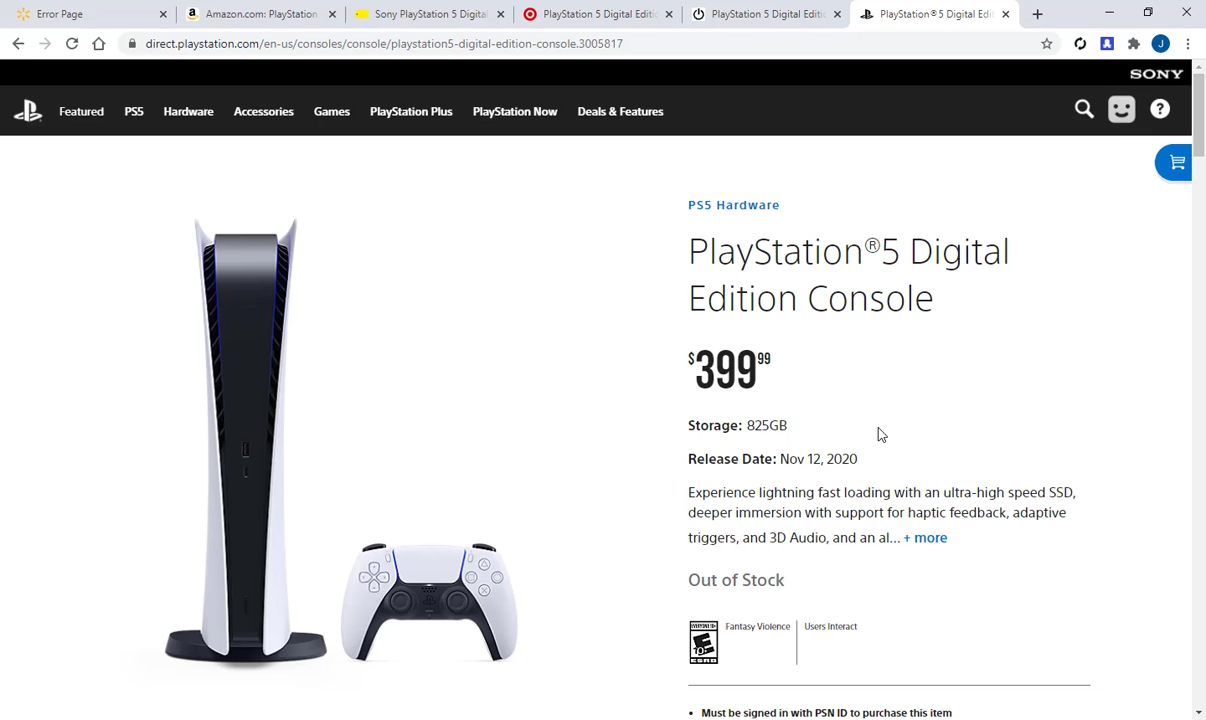 Error Page
Amazon.com: PlayStation
Sony PlayStation 5 Digital
PlayStation 5 Digital Edition
PlayStation 5 Digital Edition
PlayStation®5 Digital Edi
direct.playstation.com/en-us/consoles/console/playstation5-digital-edition-console.3005817
J
SONY
Featured PS5 Hardware Accessories Games PlayStation Plus PlayStation Now Deals & Features
PS5 Hardware
PlayStation®5 Digital
Edition Console
$399 99
Storage: 825GB
Release Date: Nov 12, 2020
Experience lightning fast loading with an ultra-high speed SSD,
deeper immersion with support for haptic feedback, adaptive
triggers, and 3D Audio, and an al... + more
Out of Stock
Fantasy Violence Users Interact
• Must be signed in with PSN ID to purchase this item